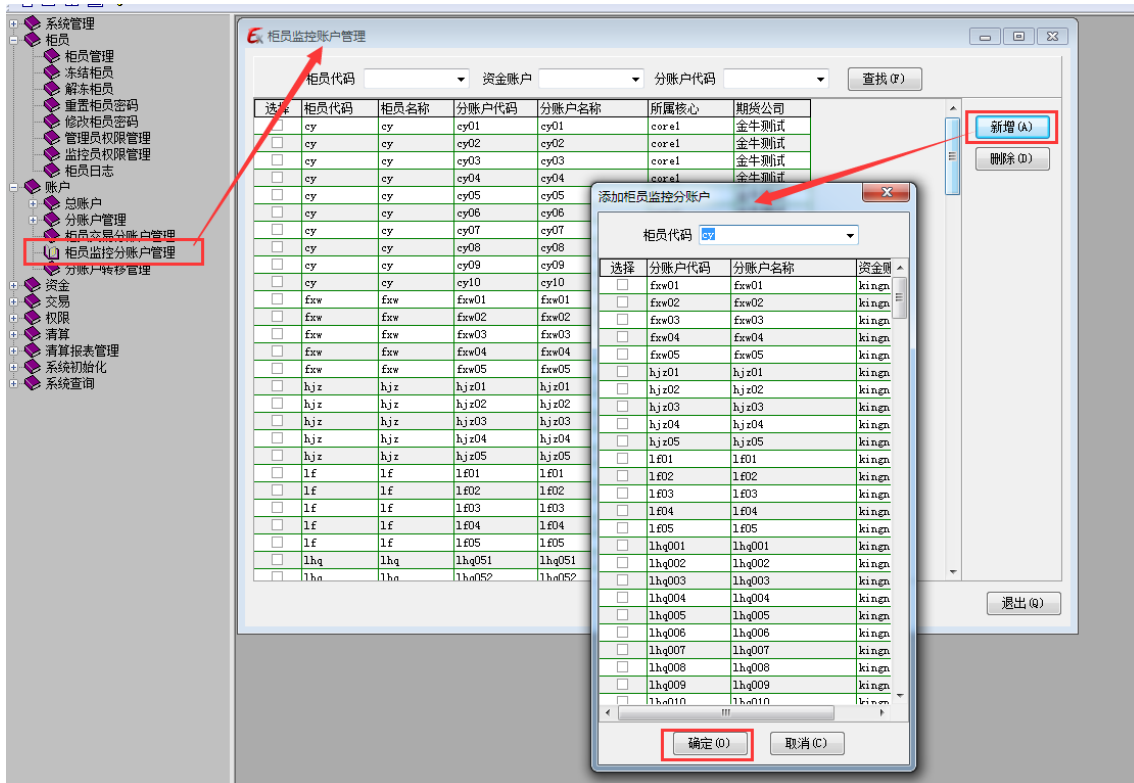 系统管理
柜员
柜员管理
冻结柜员
解冻柜员
重置柜员密码
修改柜员密码
管理员权限管理
监控员权限管理
柜员日志
账户
总账户
分账户管理
柜员交易分账户管理
柜员监控分账户管理
分账户转移管理
资金
交易
权限
清算
清算报表管理
系统初始化
系统查询
柜员监控账户管理
柜员代码 资金账户 分账户代码 查找(F)
选择 柜员代码 柜员名称 分账户代码 分账户名称 所属核心 期货公司
cy cy cy01 cy01 core1 金牛测试
cy cy cy02 cy02 core1 金牛测试
cy cy cy03 cy03 core1 金牛测试
cy cy cy04 cy04 core1 金牛测试
cy cy cy05 cy05
cy cy cy06 cy06
cy cy cy07 cy07
cy cy cy08 cy08
cy cy cy09 cy09
cy cy cy10 cy10
fxw fxw fxw01 fxw01
fxw fxw fxw02 fxw02
fxw fxw fxw03 fxw03
fxw fxw fxw04 fxw04
fxw fxw fxw05 fxw05
hjz hjz hjz01 hjz01
hjz hjz hjz02 hjz02
hjz hjz hjz03 hjz03
hjz hjz hjz04 hjz04
hjz hjz hjz05 hjz05
lf lf lf01 lf01
lf lf lf02 lf02
lf lf lf03 lf03
lf lf lf04 lf04
lf lf lf05 lf05
lhq lhq lhq051 lhq051
lhq lhq lhq052 lhq052
新增(A)
删除(D)
退出(Q)
添加柜员监控分账户
柜员代码 cy
选择 分账户代码 分账户名称 资金账
fxw01 fxw01 kingn
fxw02 fxw02 kingn
fxw03 fxw03 kingn
fxw04 fxw04 kingn
fxw05 fxw05 kingn
hjz01 hjz01 kingn
hjz02 hjz02 kingn
hjz03 hjz03 kingn
hjz04 hjz04 kingn
hjz05 hjz05 kingn
lf01 lf01 kingn
lf02 lf02 kingn
lf03 lf03 kingn
lf04 lf04 kingn
lf05 lf05 kingn
lhq001 lhq001 kingn
lhq002 lhq002 kingn
lhq003 lhq003 kingn
lhq004 lhq004 kingn
lhq005 lhq005 kingn
lhq006 lhq006 kingn
lhq007 lhq007 kingn
lhq008 lhq008 kingn
lhq009 lhq009 kingn
lhq010 lhq010 kingn
确定(O) 取消(C)